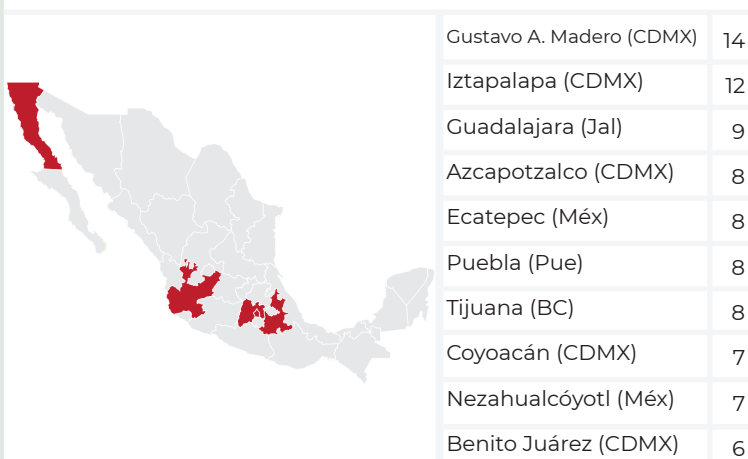 Gustavo A. Madero (CDMX) 14
Iztapalapa (CDMX) 12
Guadalajara (Jal) 9
Azcapotzalco (CDMX) 8
Ecatepec (Méx) 8
Puebla (Pue) 8
Tijuana (BC) 8
Coyoacán (CDMX) 7
Nezahualcóyotl (Méx) 7
Benito Juárez (CDMX) 6